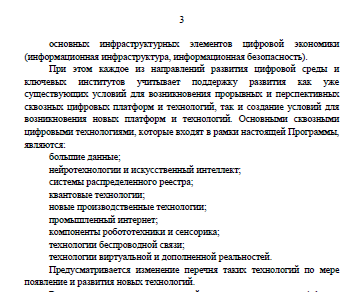 3
основных инфраструктурных элементов цифровой экономики
(информационная инфраструктура, информационная безопасность).
При этом каждое из направлений развития цифровой среды и
ключевых институтов учитывает поддержку развития как уже
существующих условий для возникновения прорывных и перспективных
сквозных цифровых платформ и технологий, так и создание условий для
возникновения новых платформ и технологий. Основными сквозными
цифровыми технологиями, которые входят в рамки настоящей Программы,
являются:
большие данные;
нейротехнологии и искусственный интеллект;
системы распределенного реестра;
квантовые технологии;
новые производственные технологии;
промышленный интернет;
компоненты робототехники и сенсорика;
технологии беспроводной связи;
технологии виртуальной и дополненной реальностей.
Предусматривается изменение перечня таких технологий по мере
появления и развития новых технологий.